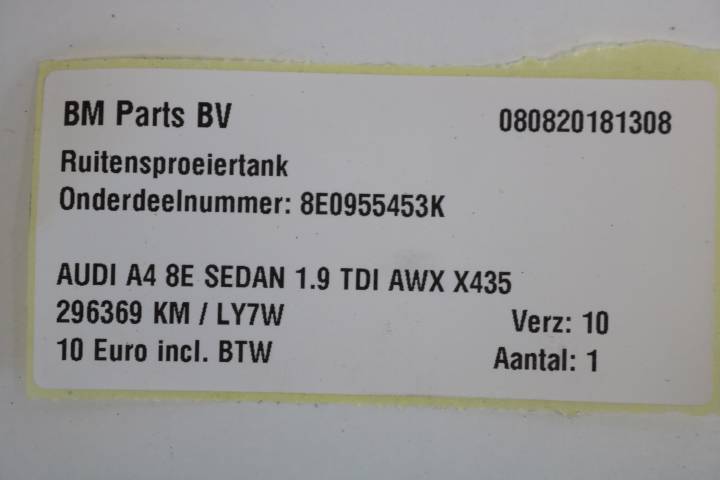 BM Parts BV 080820181308
Ruitensproeiertank
Onderdeelnummer: 8E0955453K
AUDI A4 8E SEDAN 1.9 TDI AWX X435
296369 KM / LY7W Verz: 10
10 Euro incl. BTW Aantal: 1